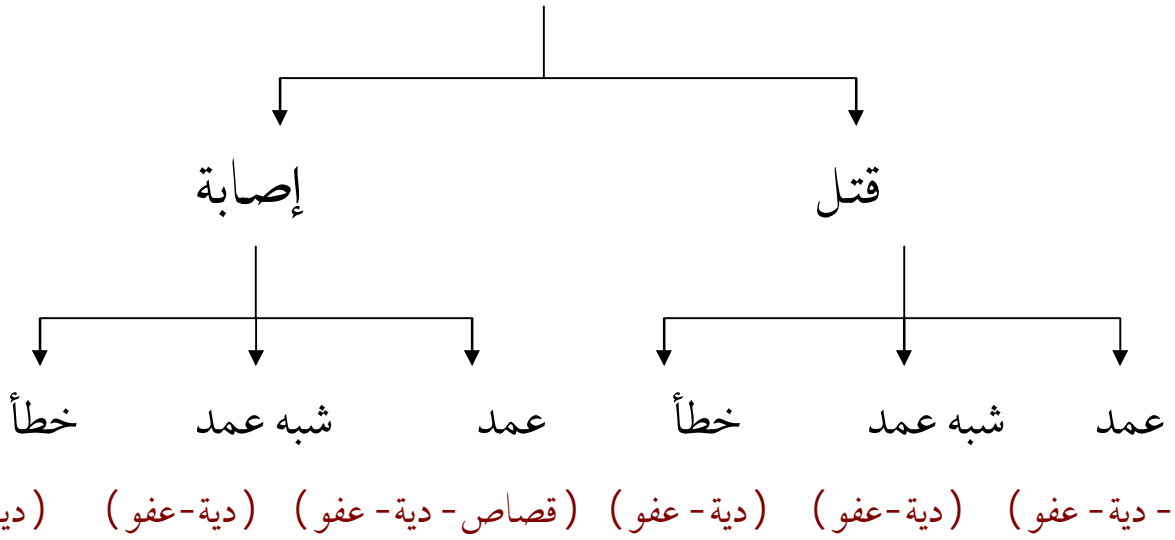 قتل إصابة
عمد شبه عمد خطأ عمد شبه عمد خطأ
- دية - عفو ) ( دية - عفو ) ( دية - عفو ) ( قصاص - دية - عفو ) ( دية - عفو ) (